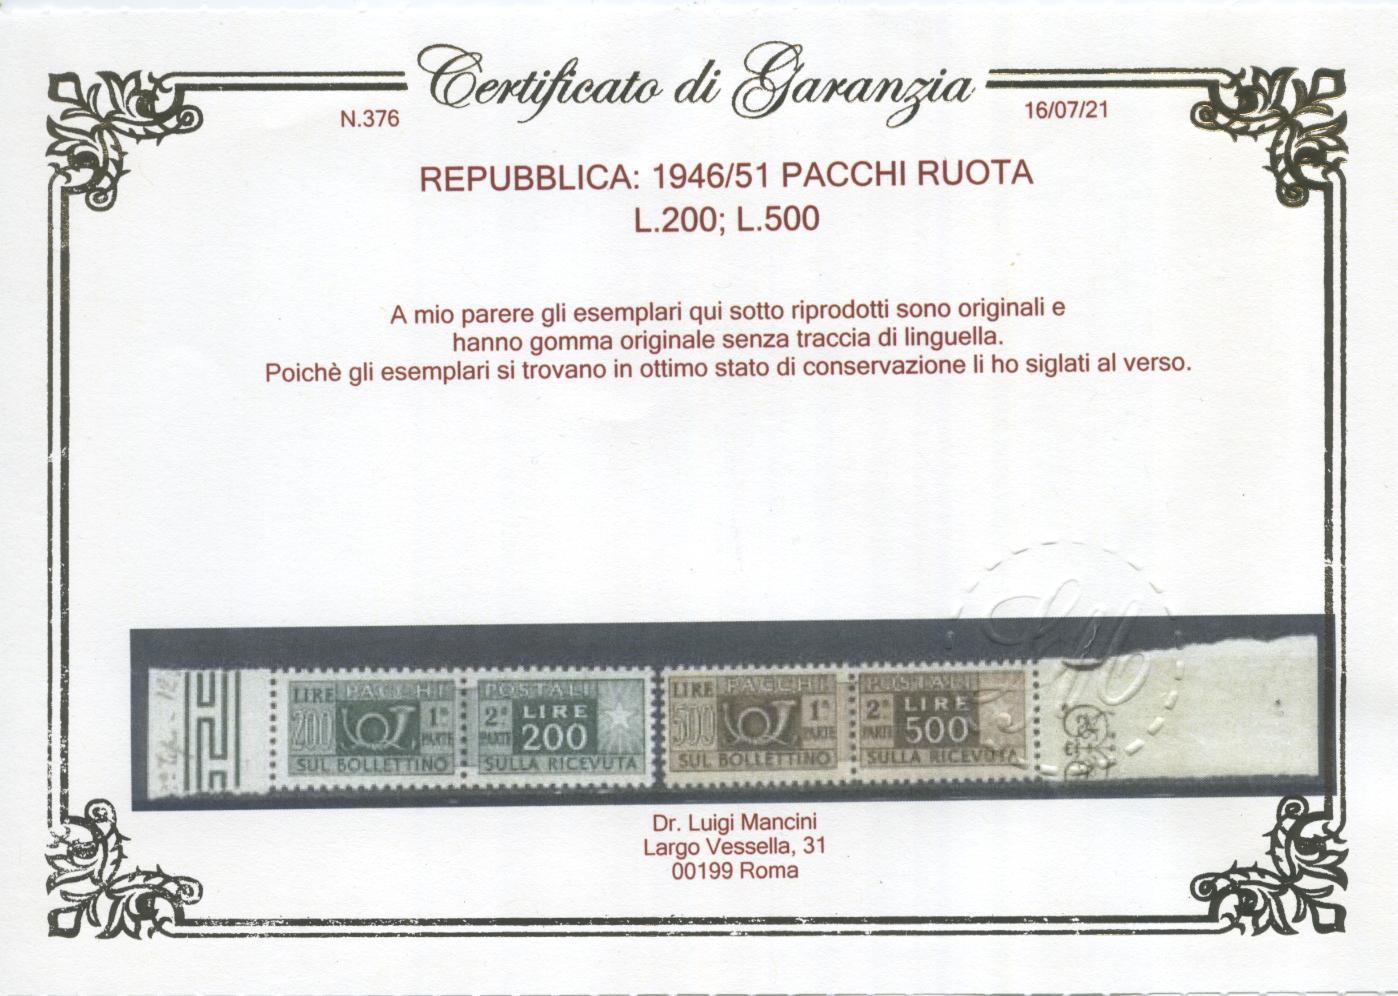 Certificato di Garanzia
N.376
16/07/21
REPUBBLICA: 1946/51 PACCHI RUOTA
L.200; L.500
A mio parere gli esemplari qui sotto riprodotti sono originali e
hanno gomma originale senza traccia di linguella.
Poichè gli esemplari si trovano in ottimo stato di conservazione li ho siglati al verso.
LIRE PACCHI POSTALI
200 1ª PARTE 2ª PARTE LIRE 200
SUL BOLLETTINO SULLA RICEVUTA
LIRE PACCHI POSTALI
500 1ª PARTE 2ª PARTE LIRE 500
SUL BOLLETTINO SULLA RICEVUTA
Dr. Luigi Mancini
Largo Vessella, 31
00199 Roma